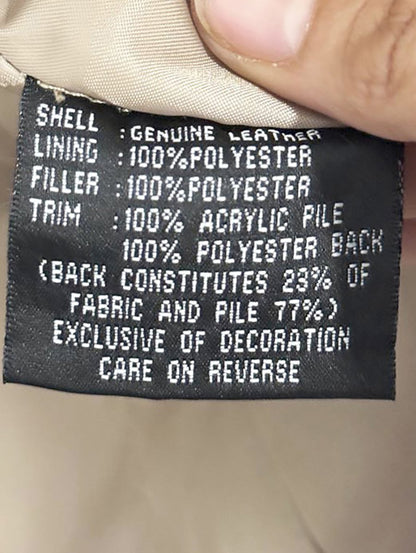 SHELL : GENUINE LEATHER
LINING : 100% POLYESTER
FILLER : 100% POLYESTER
TRIM : 100% ACRYLIC PILE
100% POLYESTER BACK
(BACK CONSTITUTES 23% OF
FABRIC AND PILE 77%)
EXCLUSIVE OF DECORATION
CARE ON REVERSE